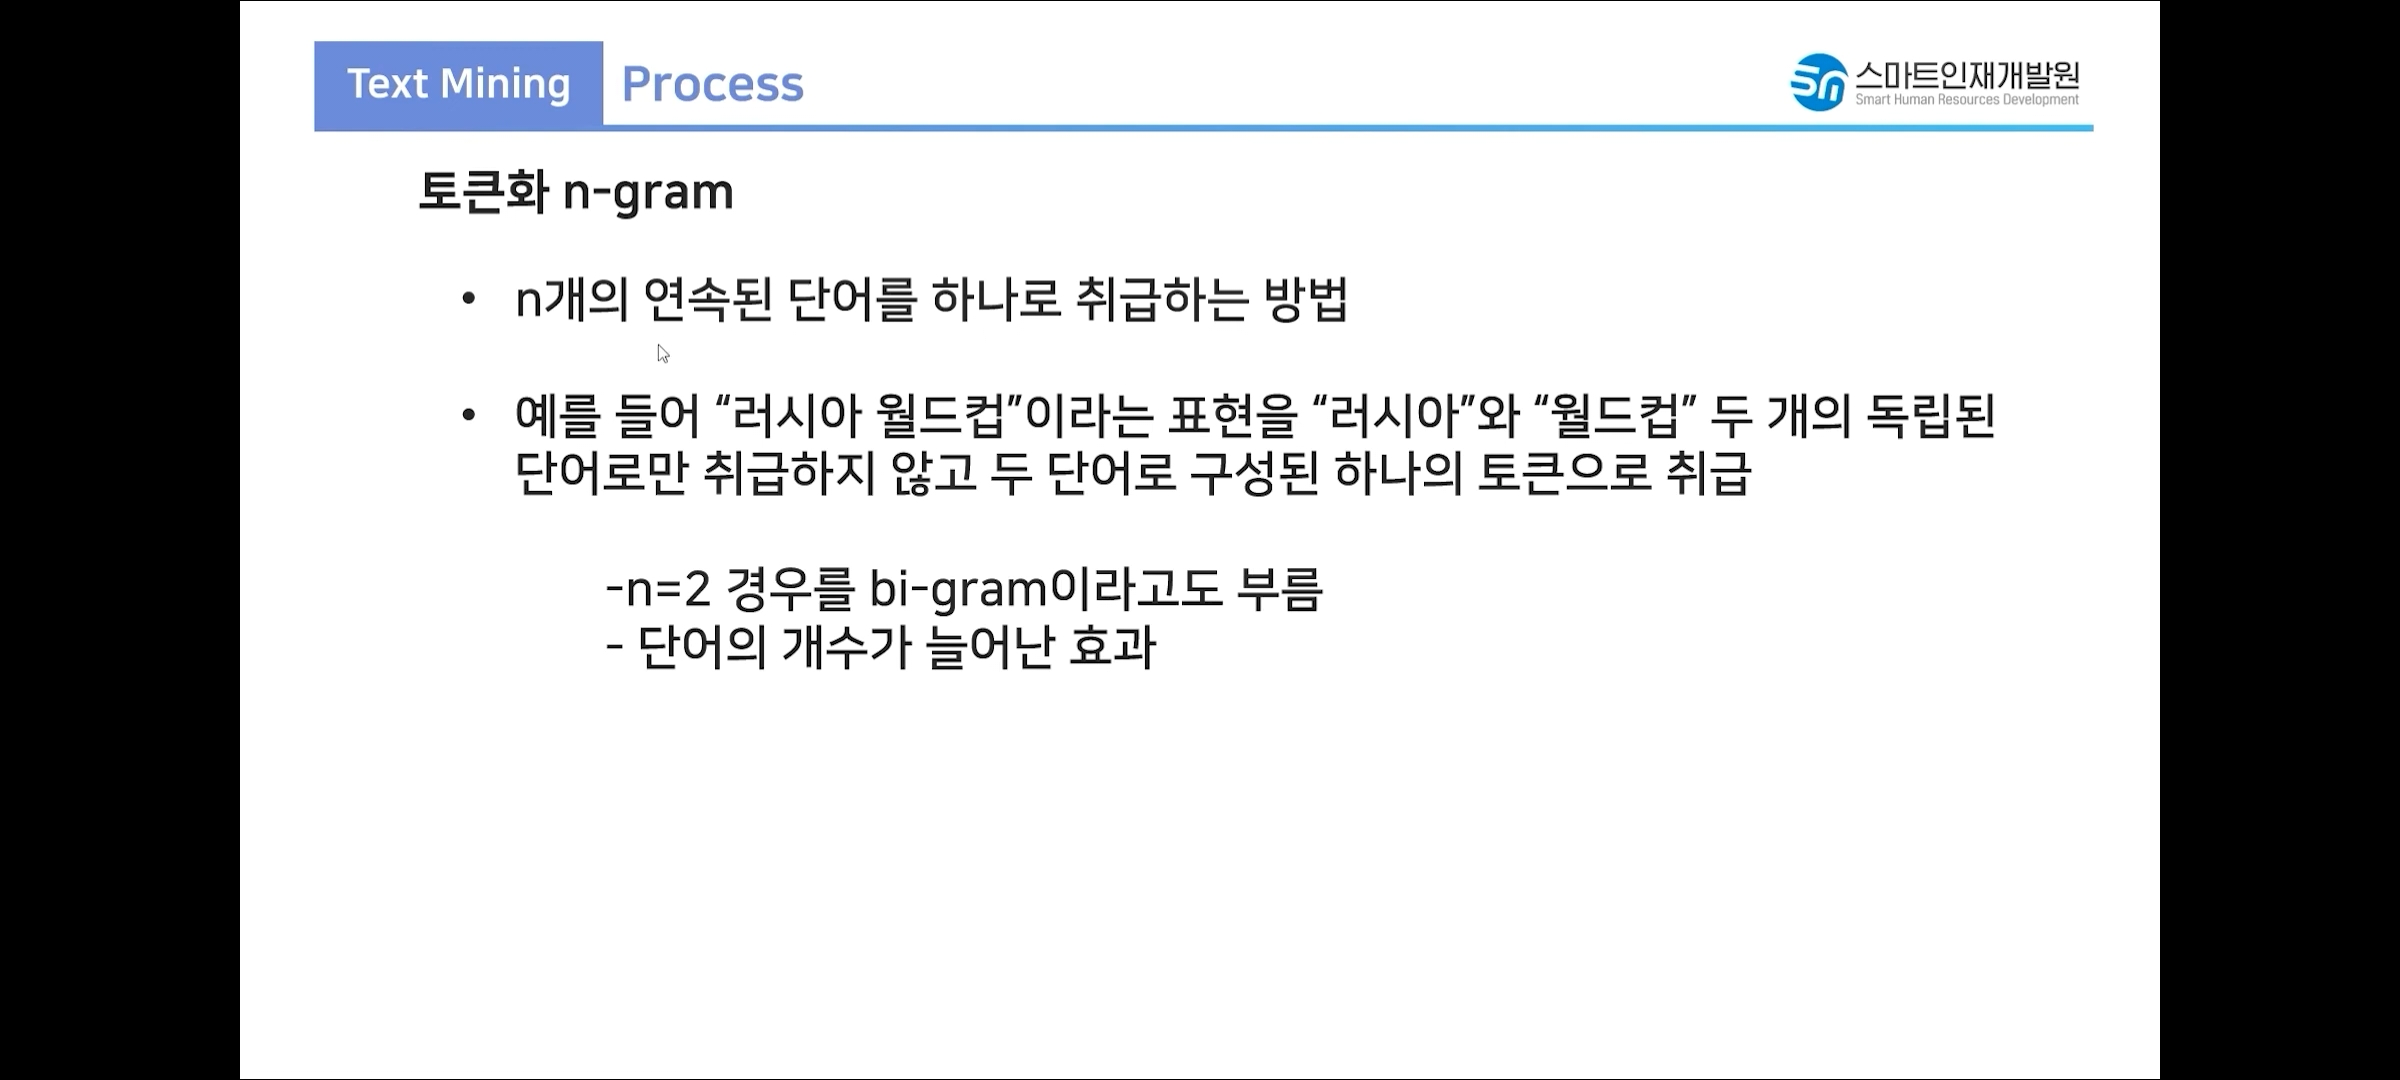 Text Mining Process
스마트인재개발원
Smart Human Resources Development
토큰화 n-gram
• n개의 연속된 단어를 하나로 취급하는 방법
• 예를 들어 “러시아 월드컵”이라는 표현을 “러시아”와 “월드컵” 두 개의 독립된
단어로만 취급하지 않고 두 단어로 구성된 하나의 토큰으로 취급
-n=2 경우를 bi-gram이라고도 부름
- 단어의 개수가 늘어난 효과